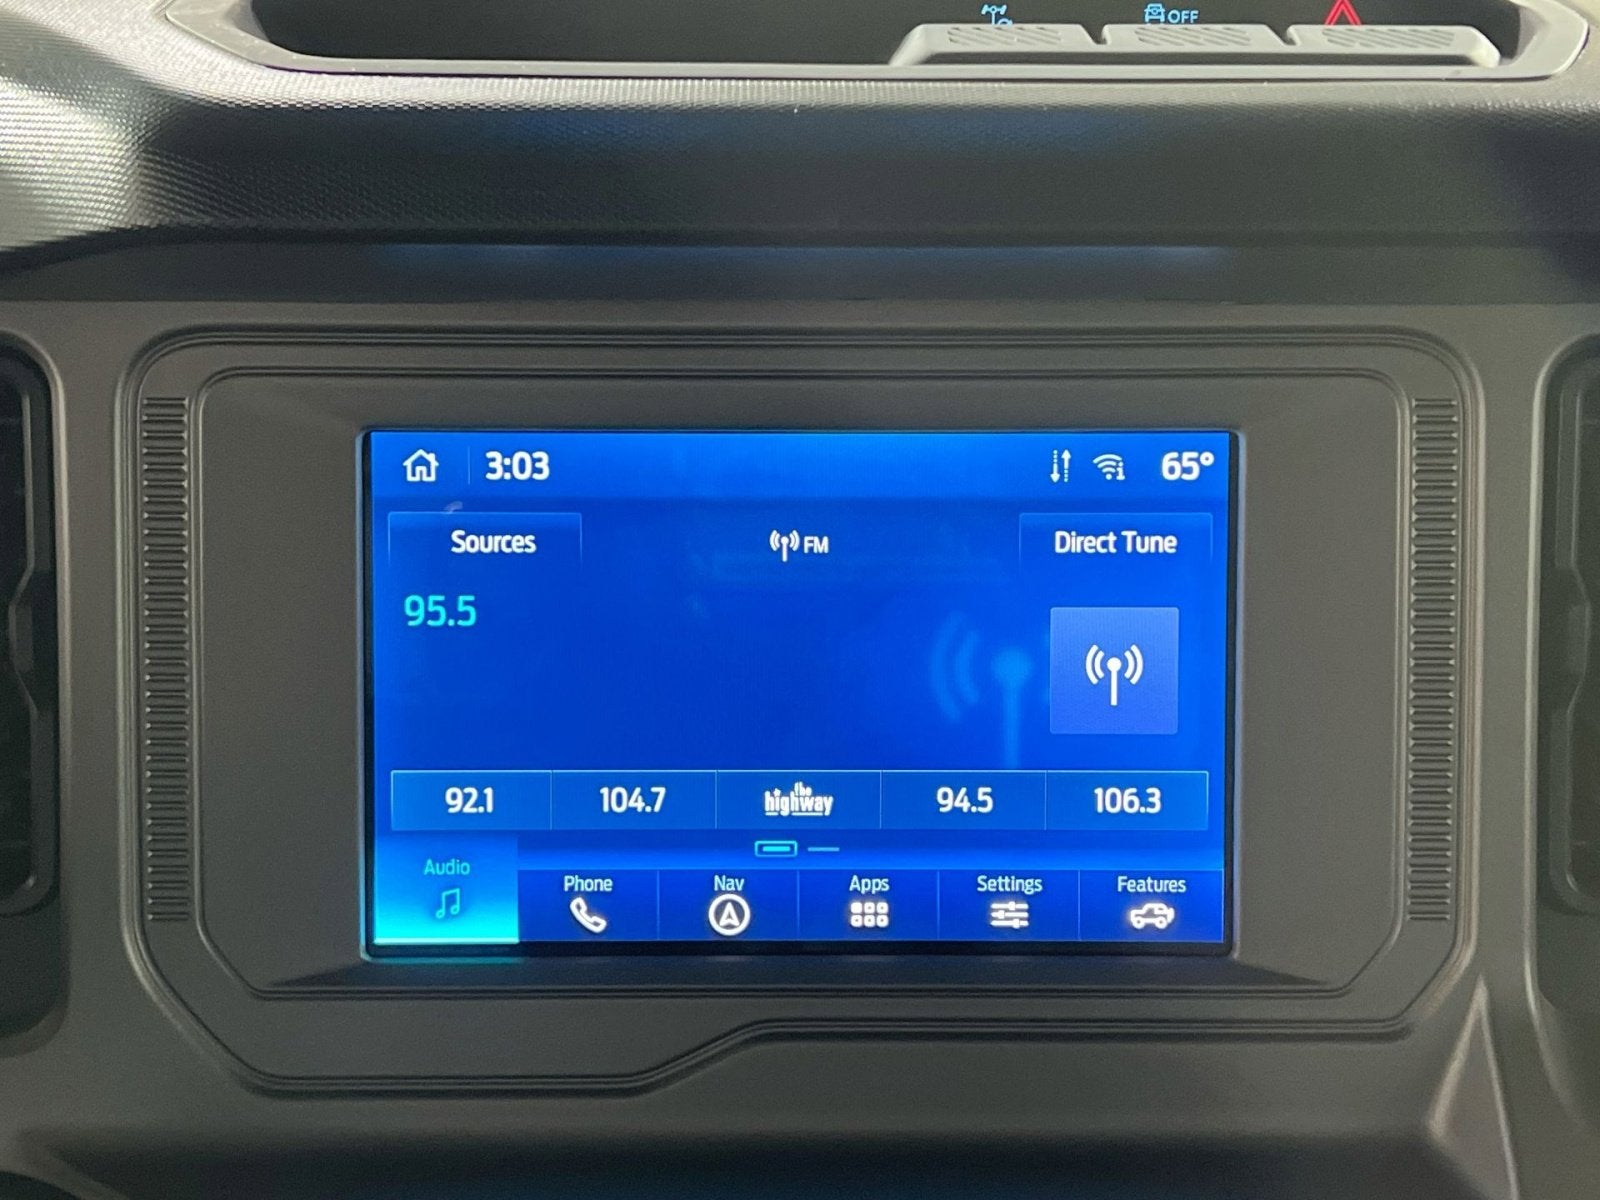 OFF
3:03
65°
Sources
FM
Direct Tune
95.5
92.1
104.7
the highway
94.5
106.3
Audio
Phone
Nav
Apps
Settings
Features